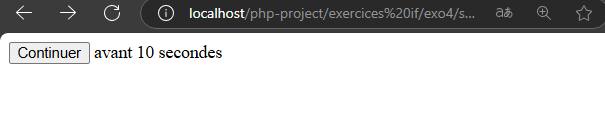 localhost/php-project/exercices%20if/exo4/s...
Continuer avant 10 secondes